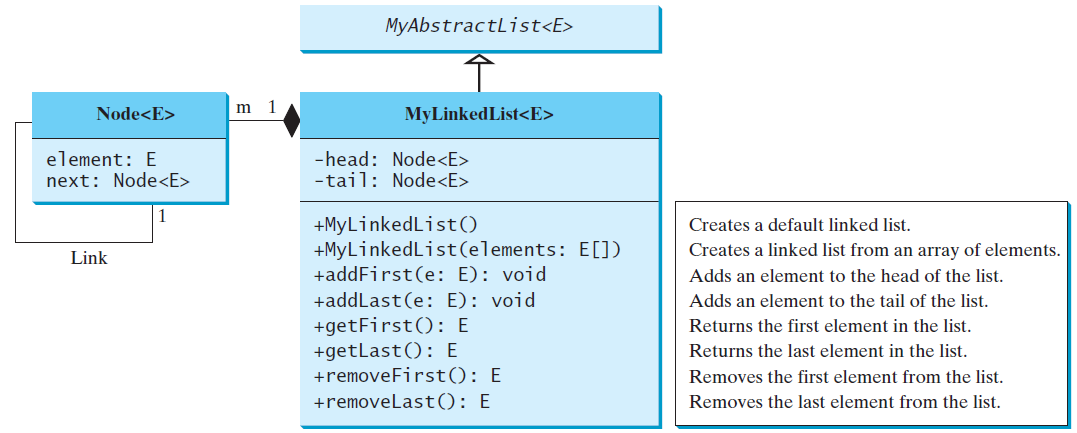 MyAbstractList<E>
Node<E>
m 1
MyLinkedList<E>
element: E
next: Node<E>
1
Link
-head: Node<E>
-tail: Node<E>
+MyLinkedList()
+MyLinkedList(elements: E[])
+addFirst(e: E): void
+addLast(e: E): void
+getFirst(): E
+getLast(): E
+removeFirst(): E
+removeLast(): E
Creates a default linked list.
Creates a linked list from an array of elements.
Adds an element to the head of the list.
Adds an element to the tail of the list.
Returns the first element in the list.
Returns the last element in the list.
Removes the first element from the list.
Removes the last element from the list.